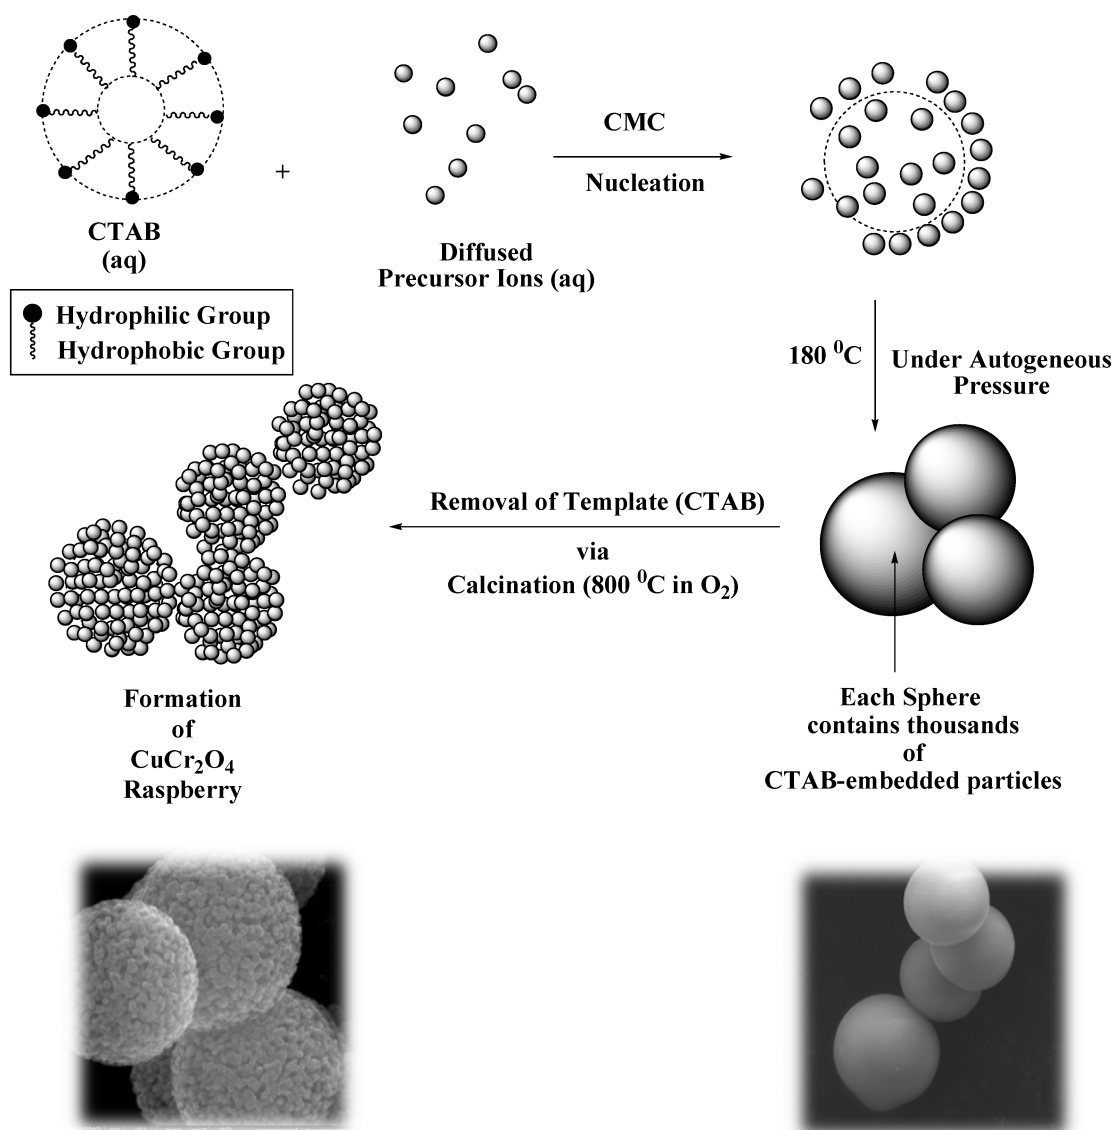 CTAB
(aq)
+
Diffused
Precursor Ions (aq)
CMC
Nucleation
Hydrophilic Group
Hydrophobic Group
180 ⁰C
Under Autogeneous
Pressure
Each Sphere
contains thousands
of
CTAB-embedded particles
Removal of Template (CTAB)
via
Calcination (800 ⁰C in O₂)
Formation
of
CuCr₂O₄
Raspberry